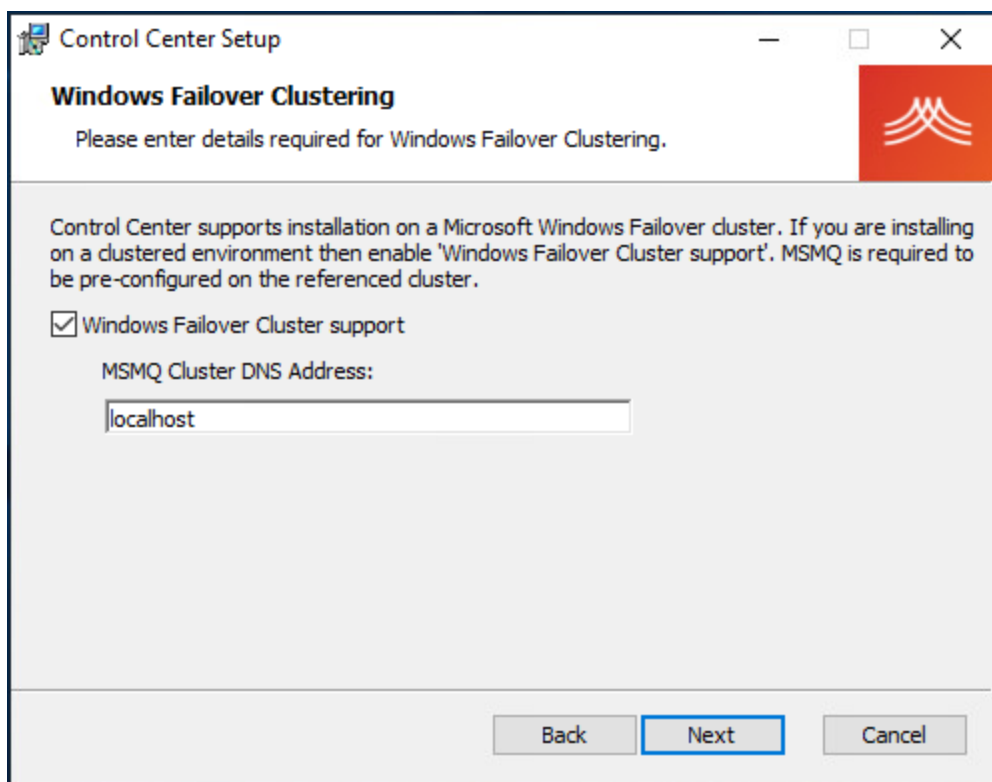 Control Center Setup
Windows Failover Clustering
Please enter details required for Windows Failover Clustering.
Control Center supports installation on a Microsoft Windows Failover cluster. If you are installing
on a clustered environment then enable 'Windows Failover Cluster support'. MSMQ is required to
be pre-configured on the referenced cluster.
Windows Failover Cluster support
MSMQ Cluster DNS Address:
localhost
Back Next Cancel